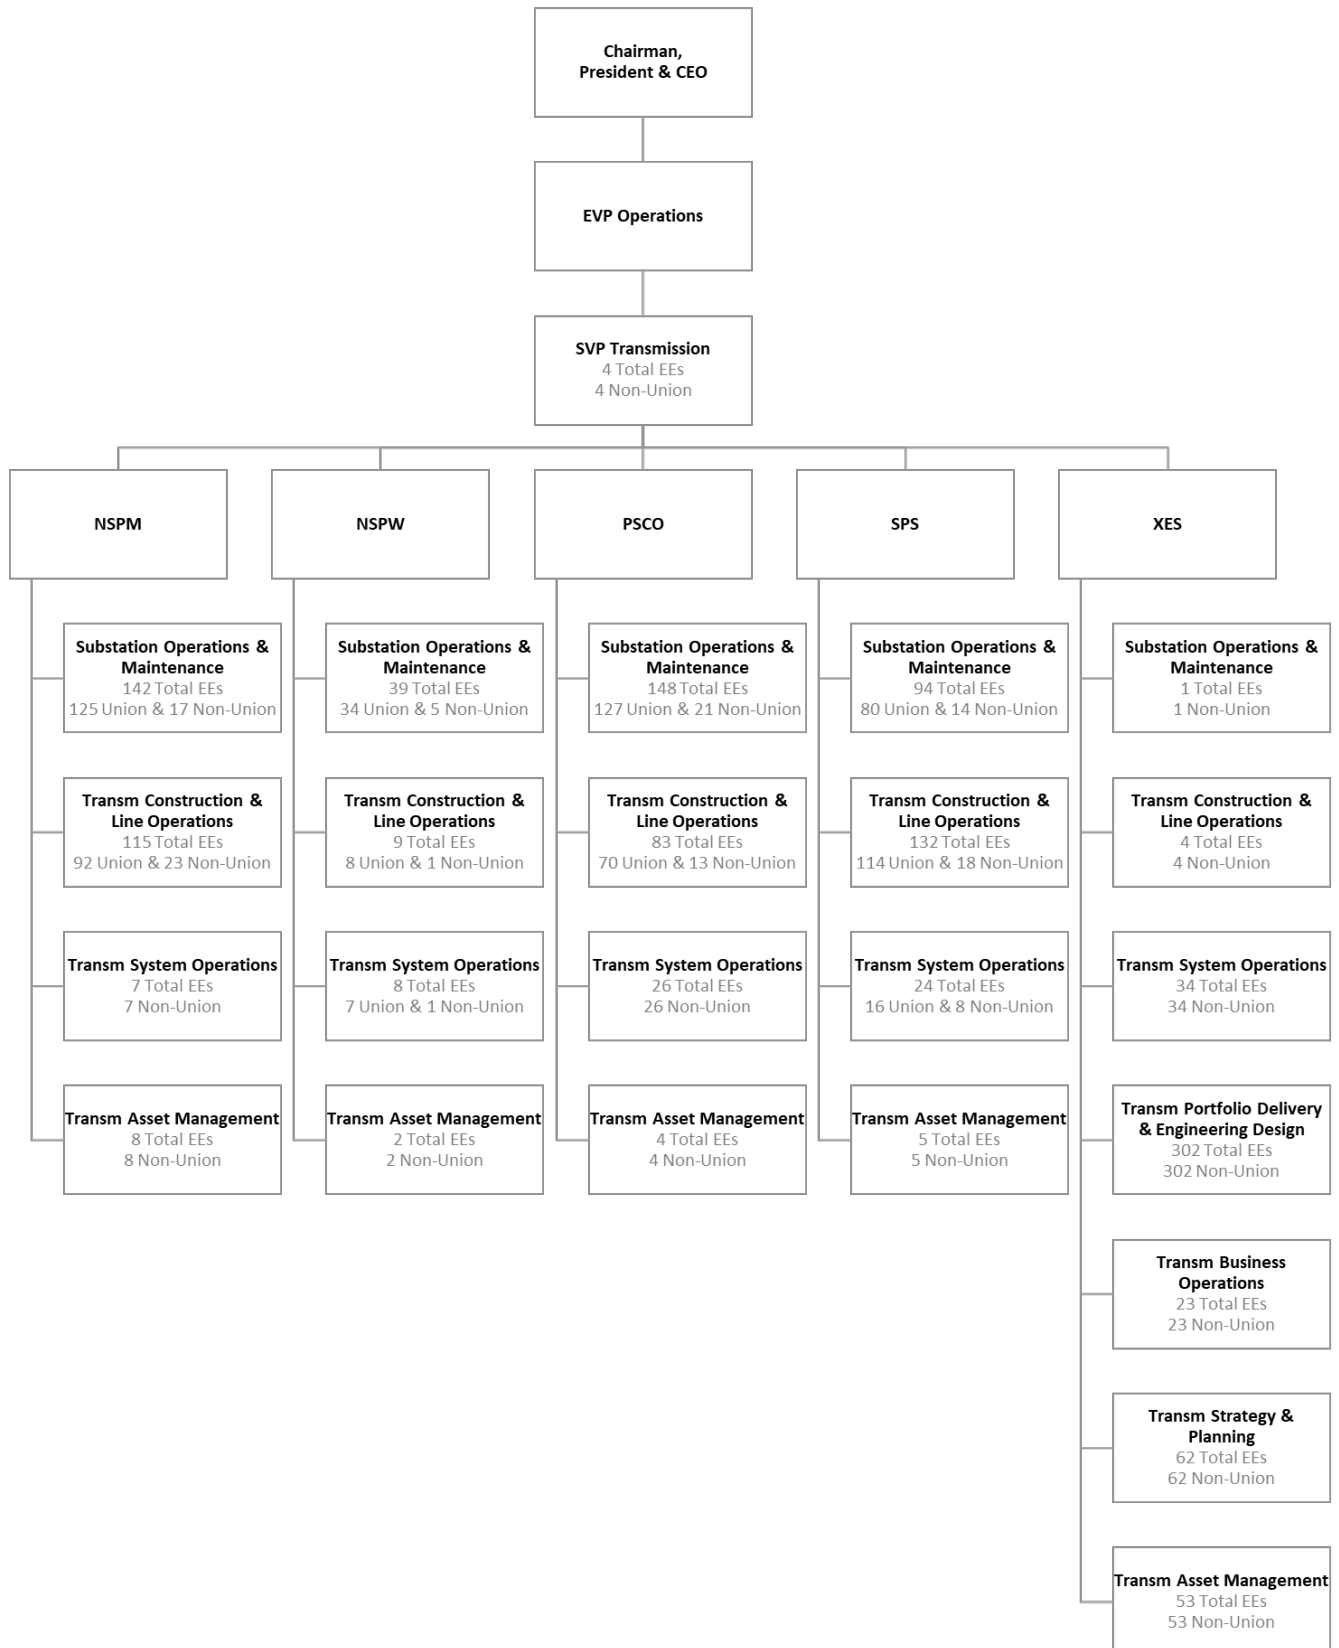 Chairman,
President & CEO
EVP Operations
SVP Transmission
4 Total EEs
4 Non-Union
NSPM
NSPW
PSCO
SPS
XES
Substation Operations &
Maintenance
142 Total EEs
125 Union & 17 Non-Union
Transm Construction &
Line Operations
115 Total EEs
92 Union & 23 Non-Union
Transm System Operations
7 Total EEs
7 Non-Union
Transm Asset Management
8 Total EEs
8 Non-Union
Substation Operations &
Maintenance
39 Total EEs
34 Union & 5 Non-Union
Transm Construction &
Line Operations
9 Total EEs
8 Union & 1 Non-Union
Transm System Operations
8 Total EEs
7 Union & 1 Non-Union
Transm Asset Management
2 Total EEs
2 Non-Union
Substation Operations &
Maintenance
148 Total EEs
127 Union & 21 Non-Union
Transm Construction &
Line Operations
83 Total EEs
70 Union & 13 Non-Union
Transm System Operations
26 Total EEs
26 Non-Union
Transm Asset Management
4 Total EEs
4 Non-Union
Substation Operations &
Maintenance
94 Total EEs
80 Union & 14 Non-Union
Transm Construction &
Line Operations
132 Total EEs
114 Union & 18 Non-Union
Transm System Operations
24 Total EEs
16 Union & 8 Non-Union
Transm Asset Management
5 Total EEs
5 Non-Union
Substation Operations &
Maintenance
1 Total EEs
1 Non-Union
Transm Construction &
Line Operations
4 Total EEs
4 Non-Union
Transm System Operations
34 Total EEs
34 Non-Union
Transm Portfolio Delivery
& Engineering Design
302 Total EEs
302 Non-Union
Transm Business
Operations
23 Total EEs
23 Non-Union
Transm Strategy &
Planning
62 Total EEs
62 Non-Union
Transm Asset Management
53 Total EEs
53 Non-Union